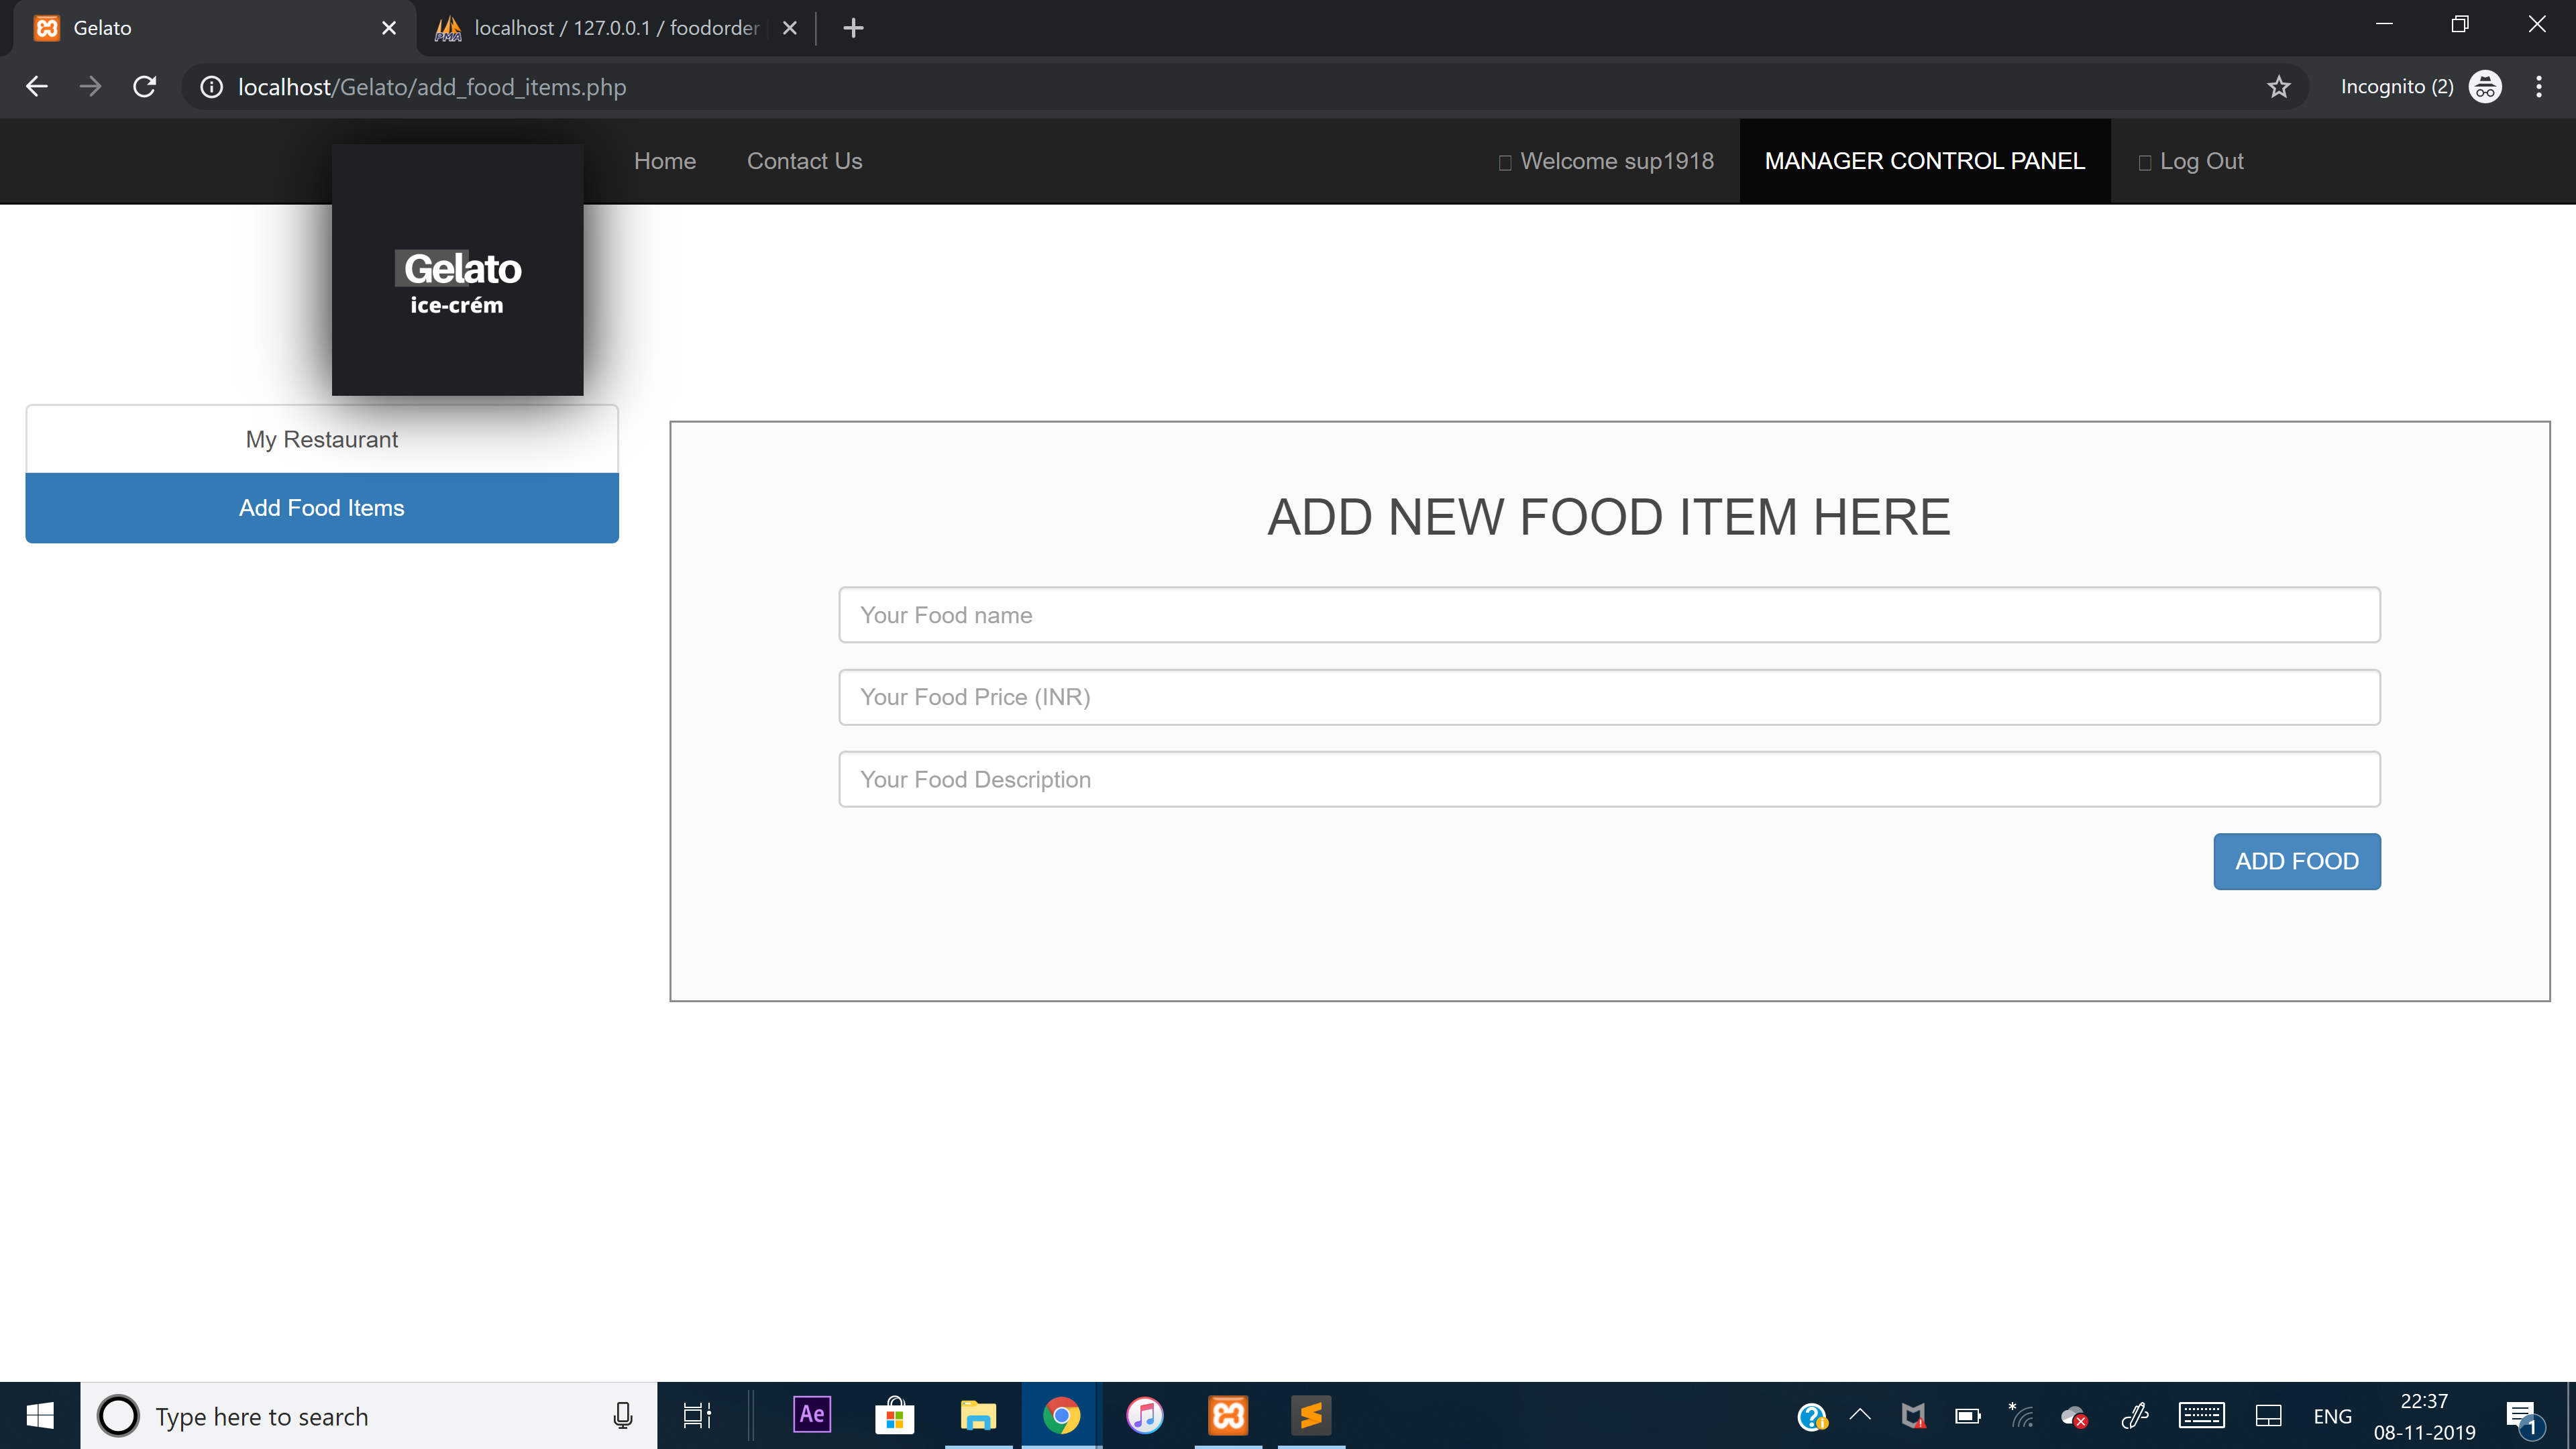 Gelato
localhost / 127.0.0.1 / foodorder
localhost/Gelato/add_food_items.php
Incognito (2)
Home
Contact Us
Welcome sup1918
MANAGER CONTROL PANEL
Log Out
Gelato
ice-crém
My Restaurant
Add Food Items
ADD NEW FOOD ITEM HERE
Your Food name
Your Food Price (INR)
Your Food Description
ADD FOOD
Type here to search
Ae
ENG
22:37
08-11-2019
1